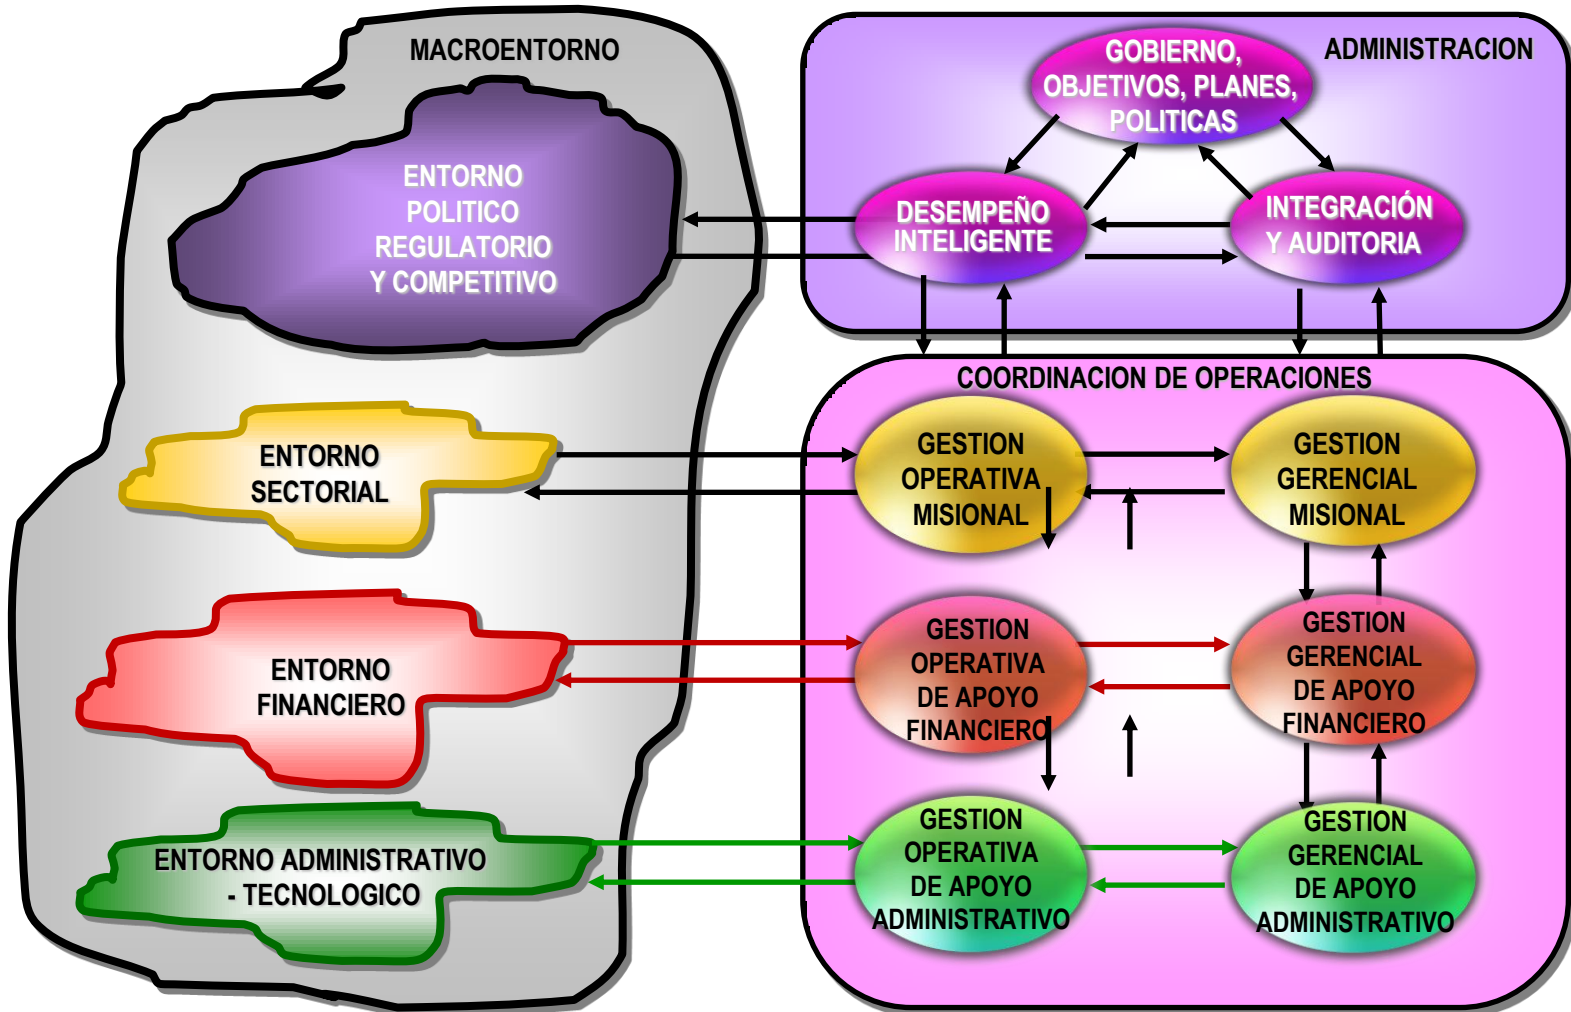 MACROENTORNO
ENTORNO
POLITICO
REGULATORIO
Y COMPETITIVO
ENTORNO
SECTORIAL
ENTORNO
FINANCIERO
ENTORNO ADMINISTRATIVO
- TECNOLOGICO
ADMINISTRACION
GOBIERNO,
OBJETIVOS, PLANES,
POLITICAS
DESEMPEÑO
INTELIGENTE
INTEGRACIÓN
Y AUDITORIA
COORDINACION DE OPERACIONES
GESTION
OPERATIVA
MISIONAL
GESTION
GERENCIAL
MISIONAL
GESTION
OPERATIVA
DE APOYO
FINANCIERO
GESTION
GERENCIAL
DE APOYO
FINANCIERO
GESTION
OPERATIVA
DE APOYO
ADMINISTRATIVO
GESTION
GERENCIAL
DE APOYO
ADMINISTRATIVO